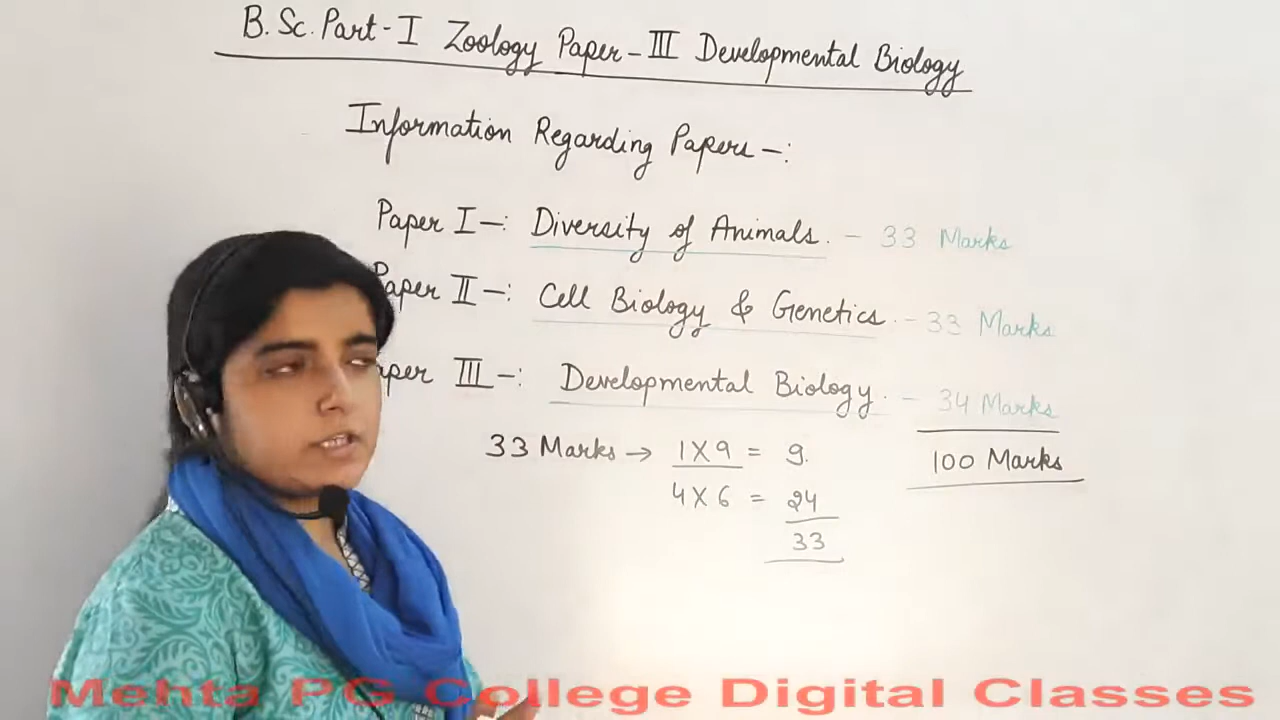 B.Sc. Part-I Zoology Paper-III Developmental Biology
Information Regarding Papers-:
Paper I-: Diversity of Animals. - 33 Marks
Paper II-: Cell Biology & Genetics. - 33 Marks
aper III-: Developmental Biology. - 34 Marks
33 Marks → 1X9 = 9. 100 Marks
4X6 = 24
33
Mehta PG College Digital Classes